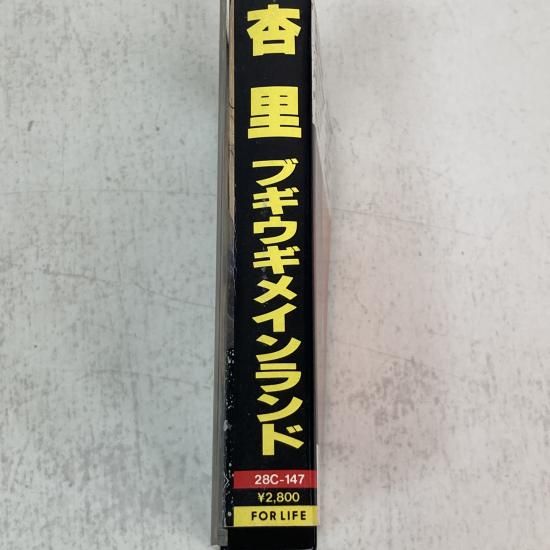 杏里
ブギウギメインランド
28C-147
¥2,800
FOR LIFE